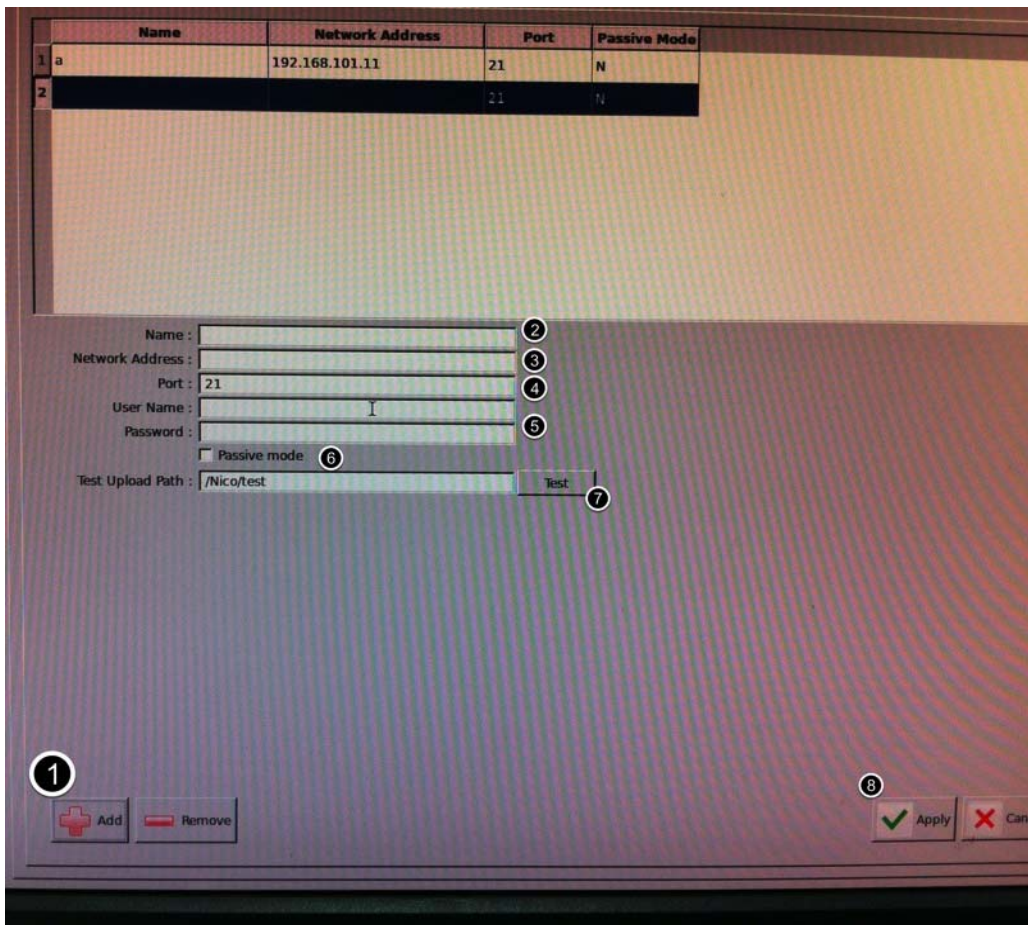 Name Network Address Port Passive Mode
1 a 192.168.101.11 21 N
2 21 N
Name : 2
Network Address : 3
Port : 21 4
User Name :
Password : 5
Passive mode 6
Test Upload Path : /Nico/test Test 7
1 8
Add Remove Apply Can